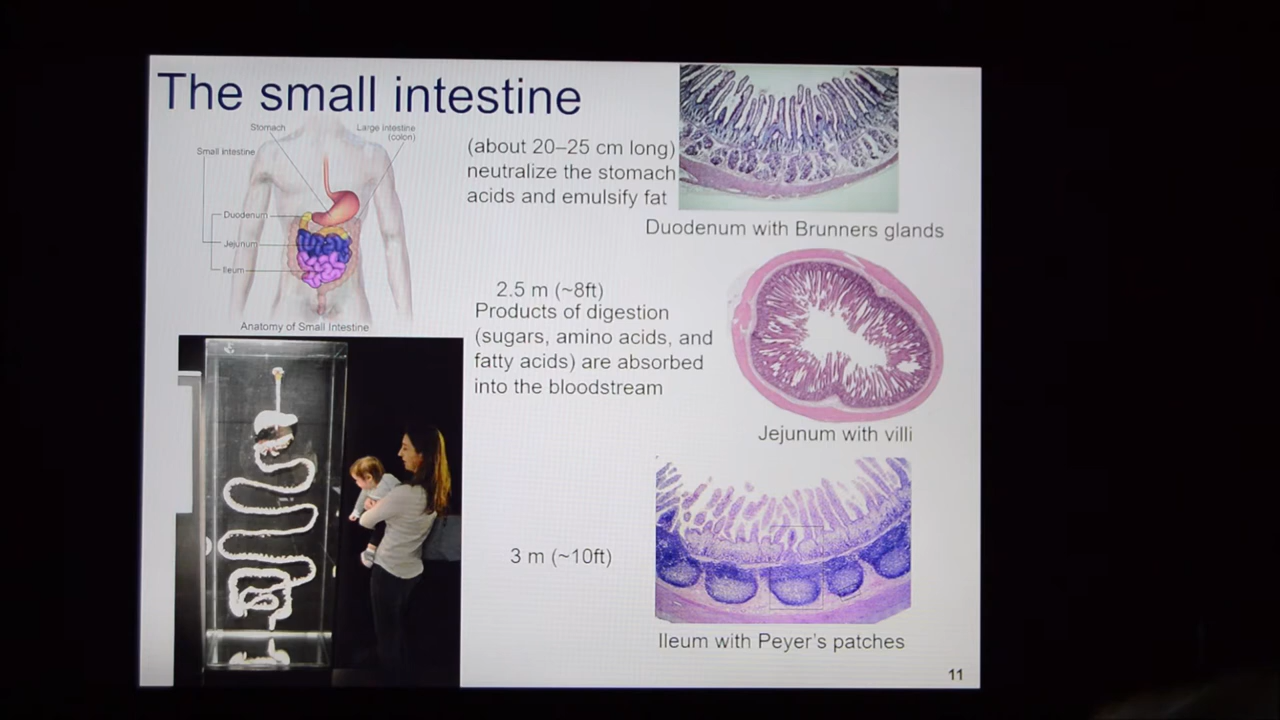 The small intestine
Stomach
Large intestine
(colon)
Small intestine
Duodenum
Jejunum
Ileum
Anatomy of Small Intestine
(about 20–25 cm long)
neutralize the stomach
acids and emulsify fat
Duodenum with Brunners glands
2.5 m (~8ft)
Products of digestion
(sugars, amino acids, and
fatty acids) are absorbed
into the bloodstream
Jejunum with villi
3 m (~10ft)
Ileum with Peyer's patches
11